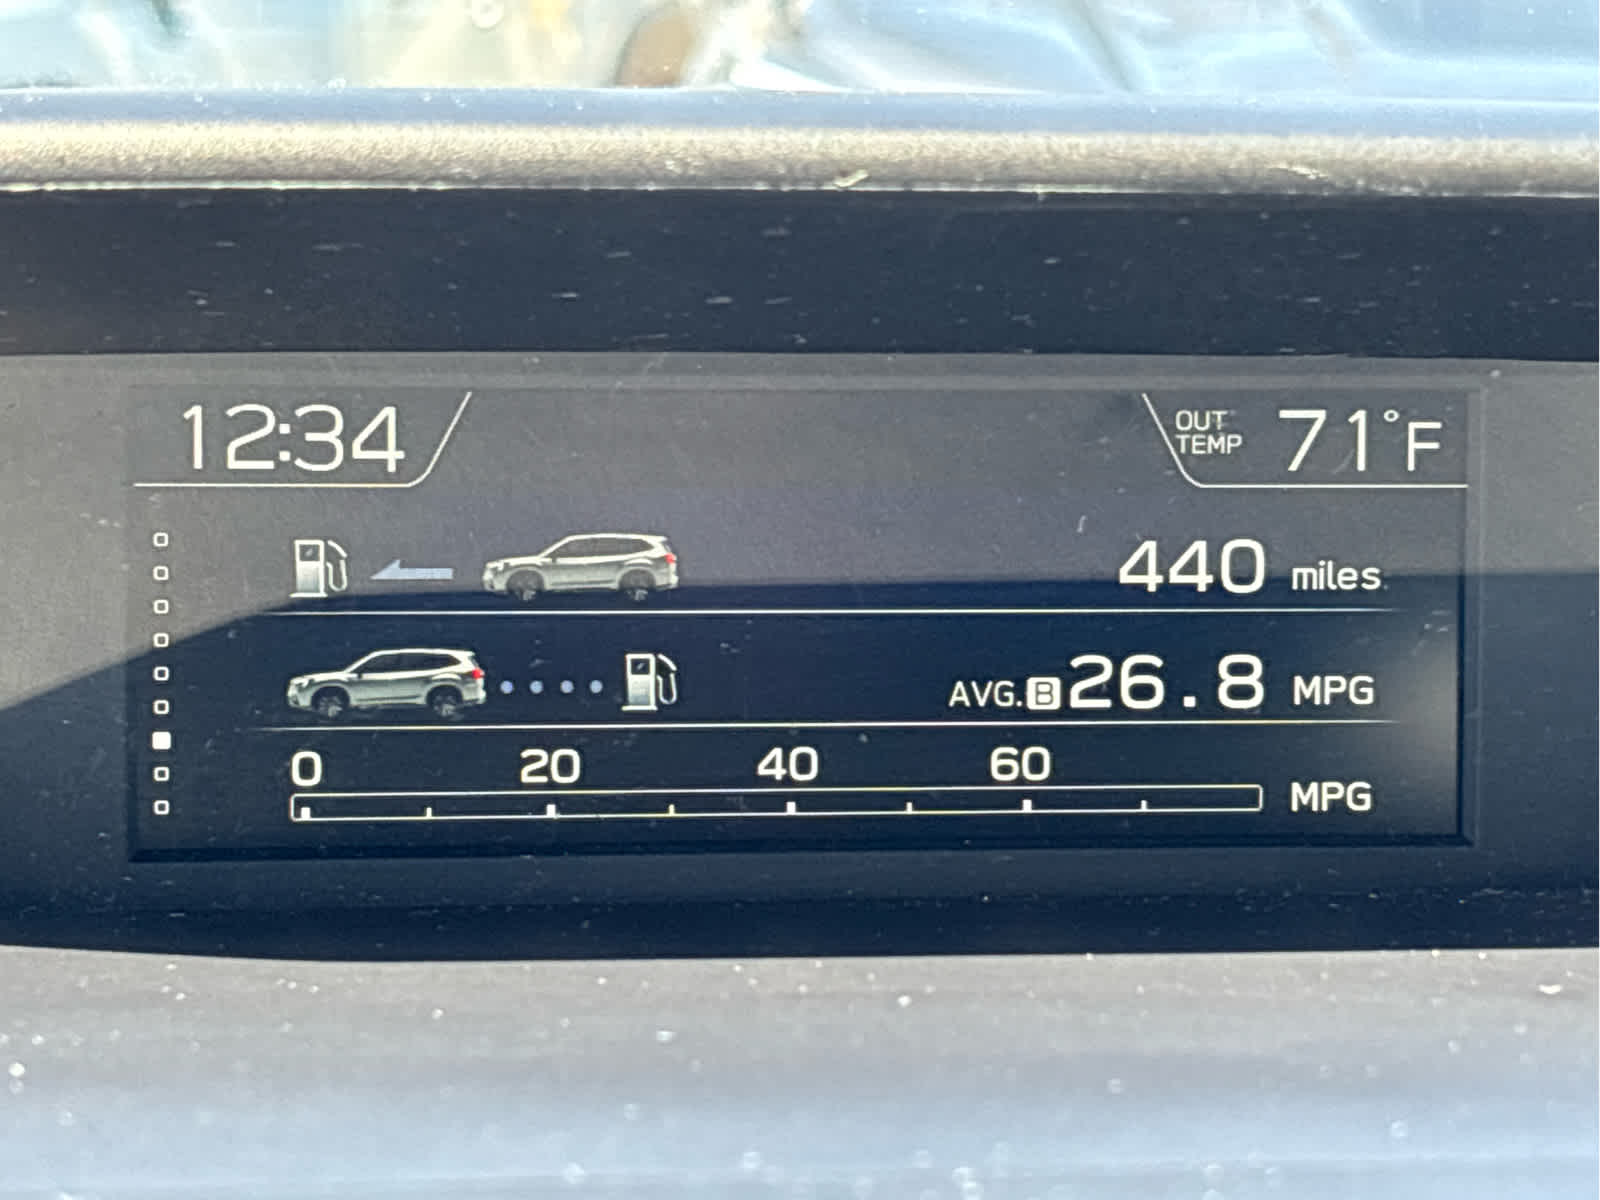 12:34
OUT TEMP 71°F
440 miles
AVG. B 26.8 MPG
0 20 40 60
MPG